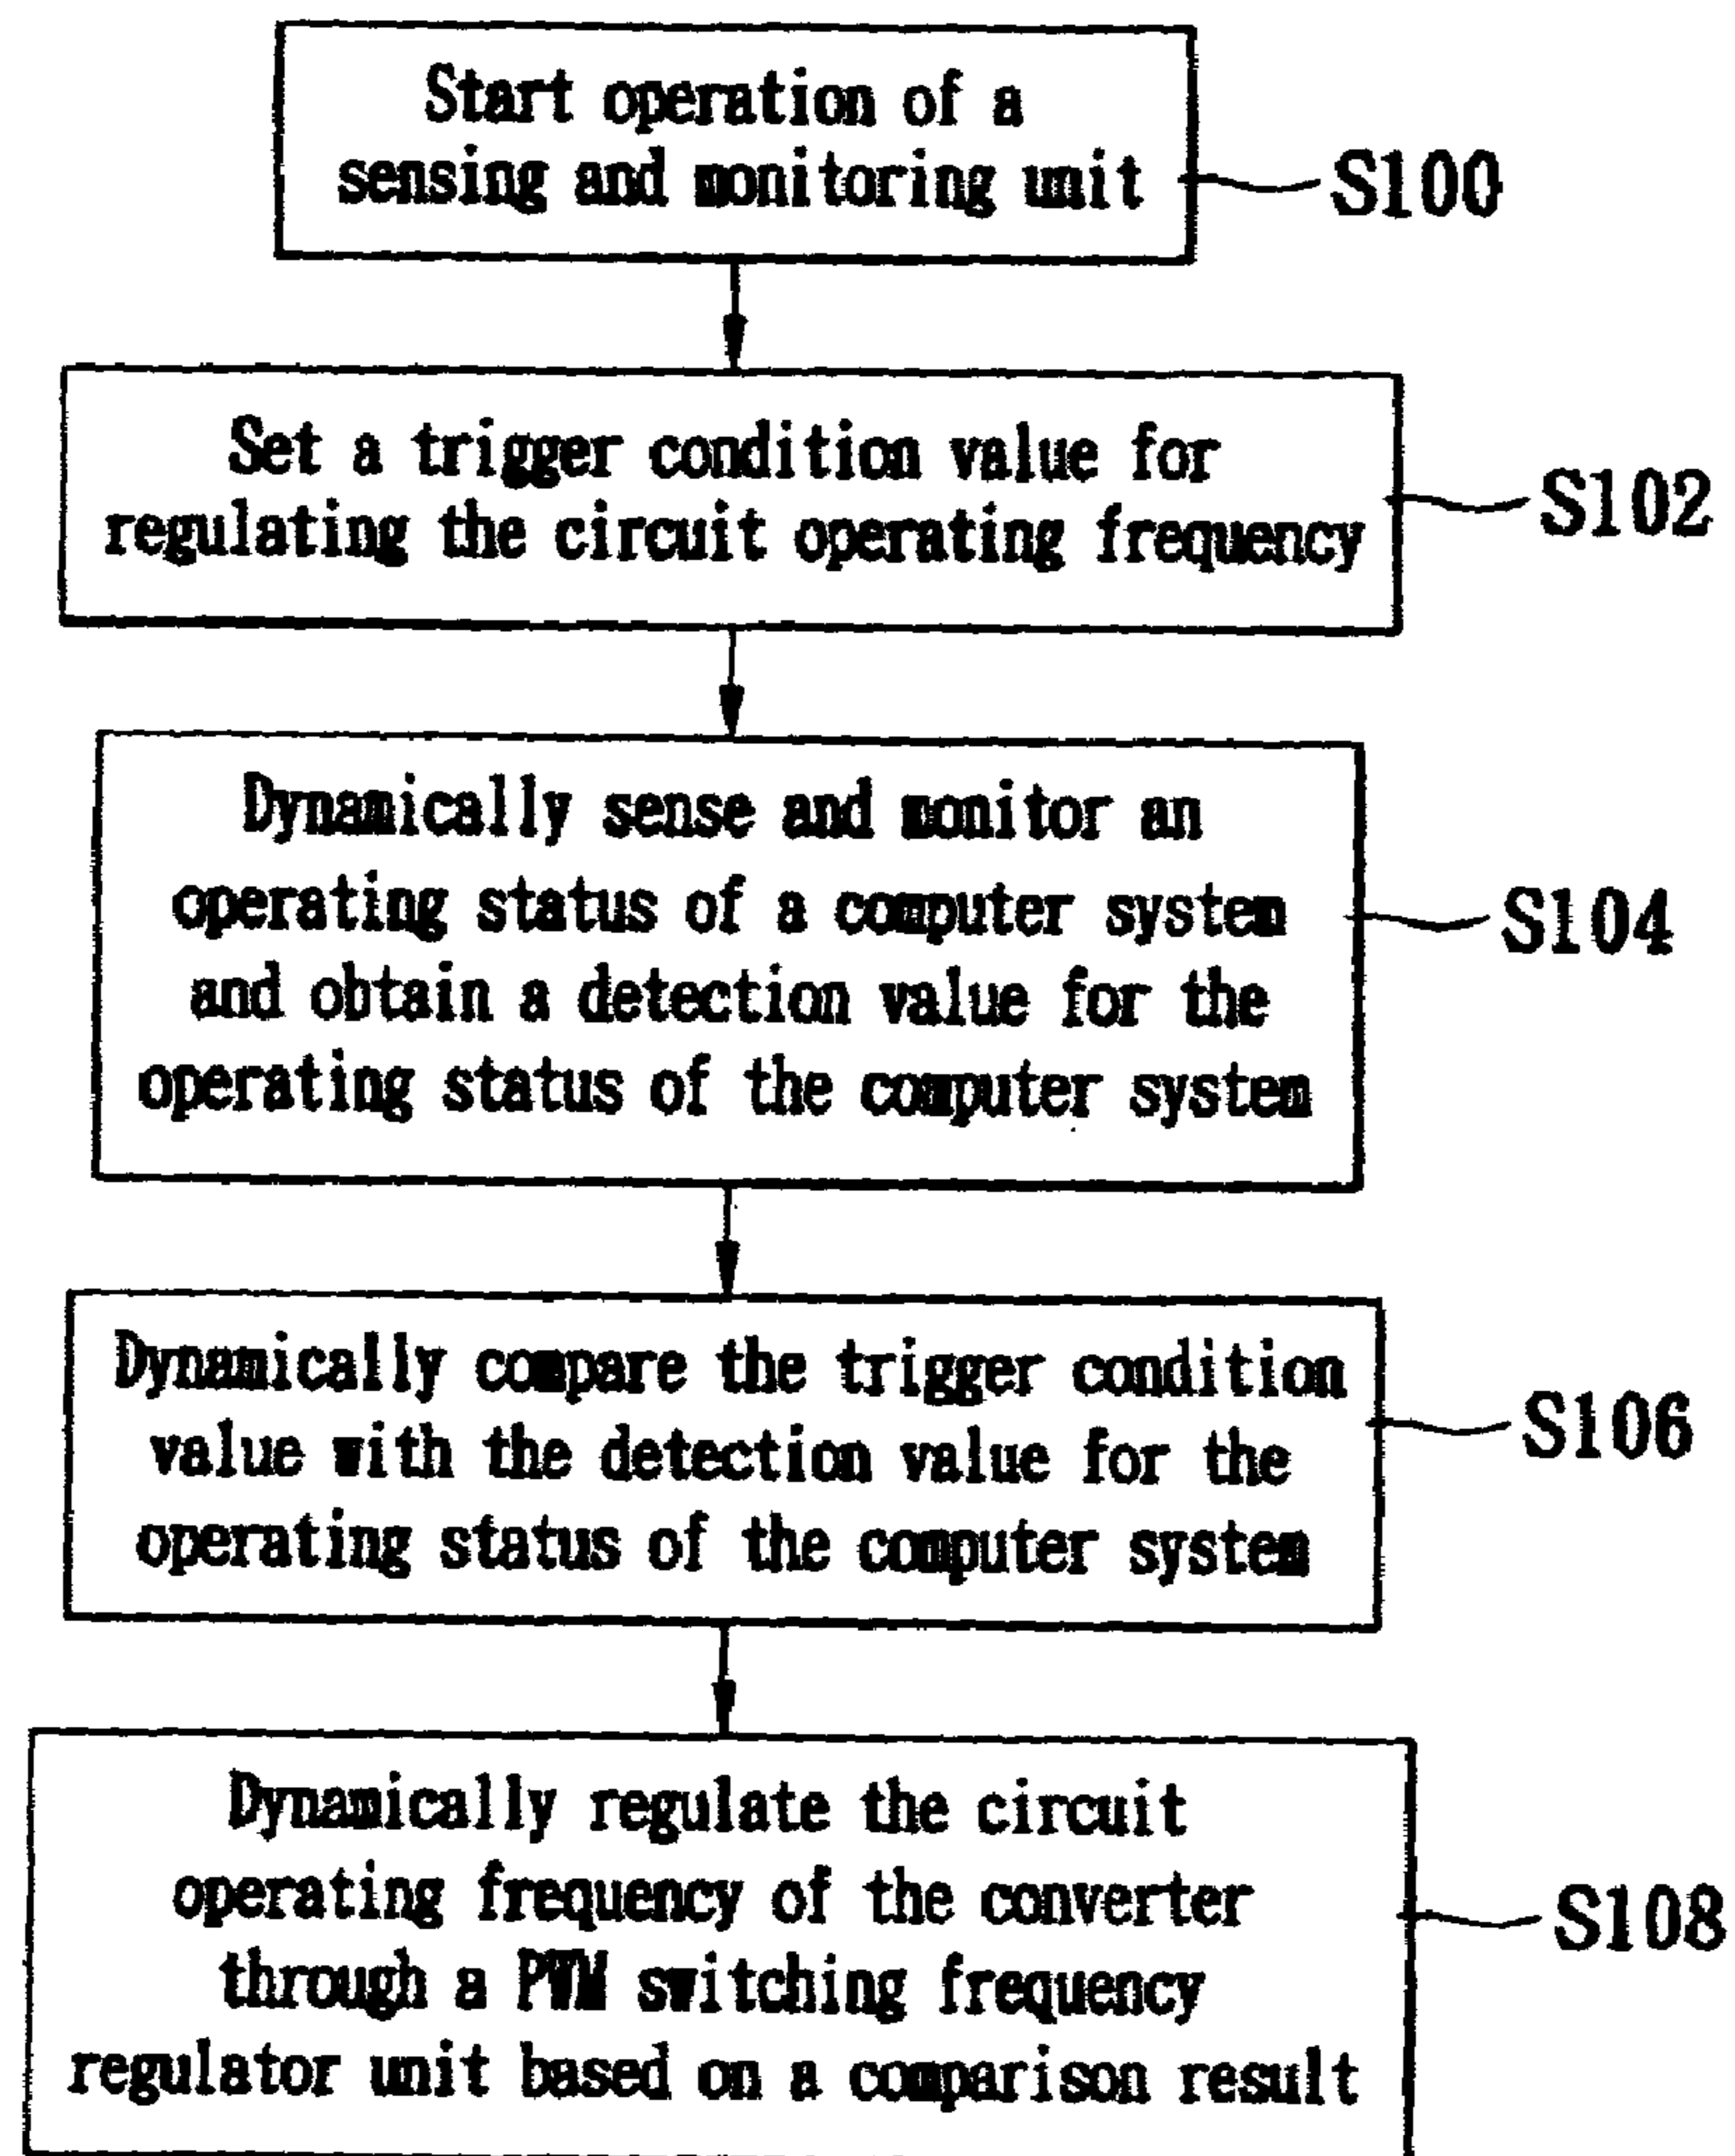 Start operation of a
sensing and monitoring unit
S100
Set a trigger condition value for
regulating the circuit operating frequency
S102
Dynamically sense and monitor an
operating status of a computer system
and obtain a detection value for the
operating status of the computer system
S104
Dynamically compare the trigger condition
value with the detection value for the
operating status of the computer system
S106
Dynamically regulate the circuit
operating frequency of the converter
through a PWM switching frequency
regulator unit based on a comparison result
S108